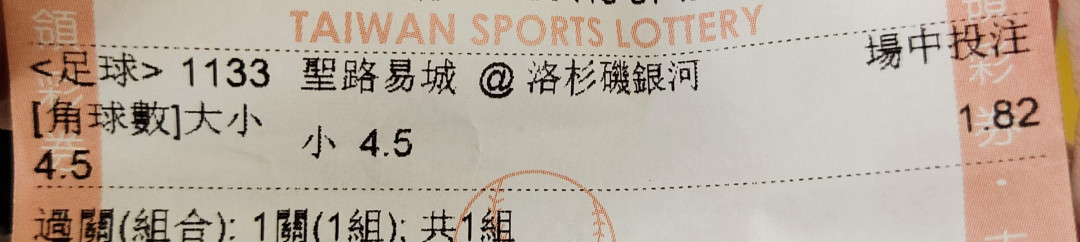 TAIWAN SPORTS LOTTERY
場中投注
<足球> 1133 聖路易城 @ 洛杉磯銀河
[角球數]大小 小 4.5 1.82
4.5
過關(組合): 1關(1組); 共1組